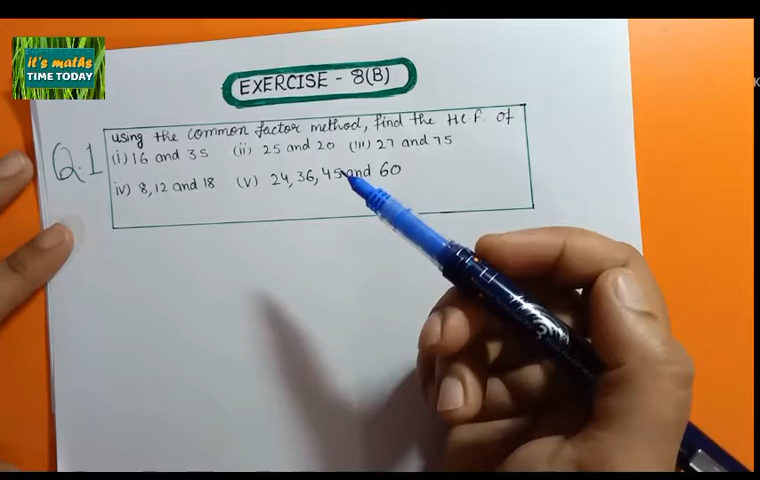 it's maths
TIME TODAY
EXERCISE - 8(B)
Q.1
using the common factor method, find the H.C.F. of
(i) 16 and 35 (ii) 25 and 20 (iii) 27 and 75
iv) 8, 12 and 18 (v) 24, 36, 45 and 60